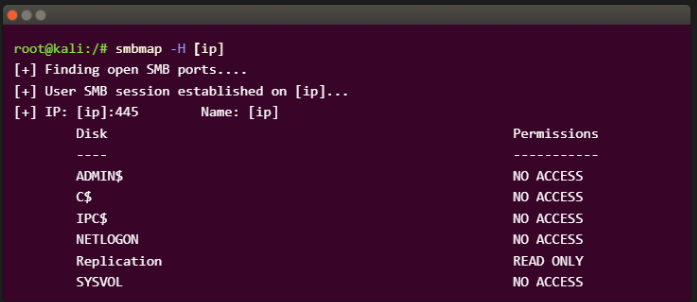 root@kali:/# smbmap -H [ip]
[+] Finding open SMB ports....
[+] User SMB session established on [ip]...
[+] IP: [ip]:445        Name: [ip]
        Disk                                                    Permissions
        ----                                                    -----------
        ADMIN$                                                  NO ACCESS
        C$                                                      NO ACCESS
        IPC$                                                    NO ACCESS
        NETLOGON                                                NO ACCESS
        Replication                                             READ ONLY
        SYSVOL                                                  NO ACCESS